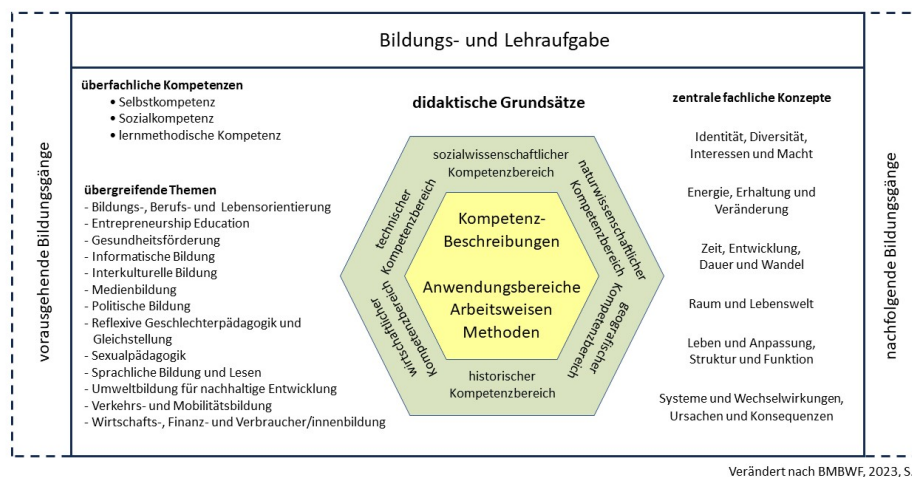 Bildungs- und Lehraufgabe
vorausgehende Bildungsgänge
überfachliche Kompetenzen
• Selbstkompetenz
• Sozialkompetenz
• lernmethodische Kompetenz
übergreifende Themen
- Bildungs-, Berufs- und Lebensorientierung
- Entrepreneurship Education
- Gesundheitsförderung
- Informatische Bildung
- Interkulturelle Bildung
- Medienbildung
- Politische Bildung
- Reflexive Geschlechterpädagogik und
Gleichstellung
- Sexualpädagogik
- Sprachliche Bildung und Lesen
- Umweltbildung für nachhaltige Entwicklung
- Verkehrs- und Mobilitätsbildung
- Wirtschafts-, Finanz- und Verbraucher/innenbildung
didaktische Grundsätze
sozialwissenschaftlicher
Kompetenzbereich
naturwissenschaftlicher
Kompetenzbereich
geografischer
Kompetenzbereich
historischer
Kompetenzbereich
wirtschaftlicher
Kompetenzbereich
technischer
Kompetenzbereich
Kompetenz-
Beschreibungen
Anwendungsbereiche
Arbeitsweisen
Methoden
zentrale fachliche Konzepte
Identität, Diversität,
Interessen und Macht
Energie, Erhaltung und
Veränderung
Zeit, Entwicklung,
Dauer und Wandel
Raum und Lebenswelt
Leben und Anpassung,
Struktur und Funktion
Systeme und Wechselwirkungen,
Ursachen und Konsequenzen
nachfolgende Bildungsgänge
Verändert nach BMBWF, 2023, S.